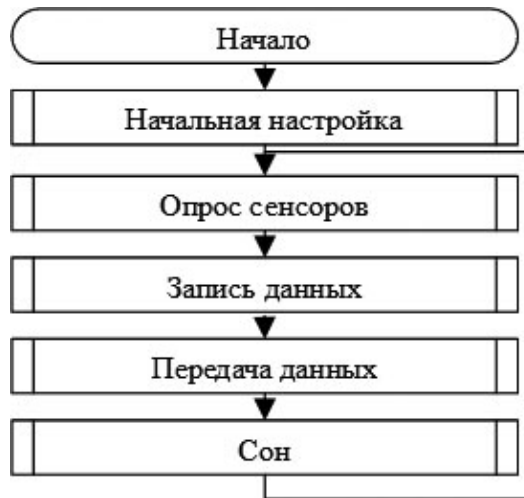 Начало
Начальная настройка
Опрос сенсоров
Запись данных
Передача данных
Сон